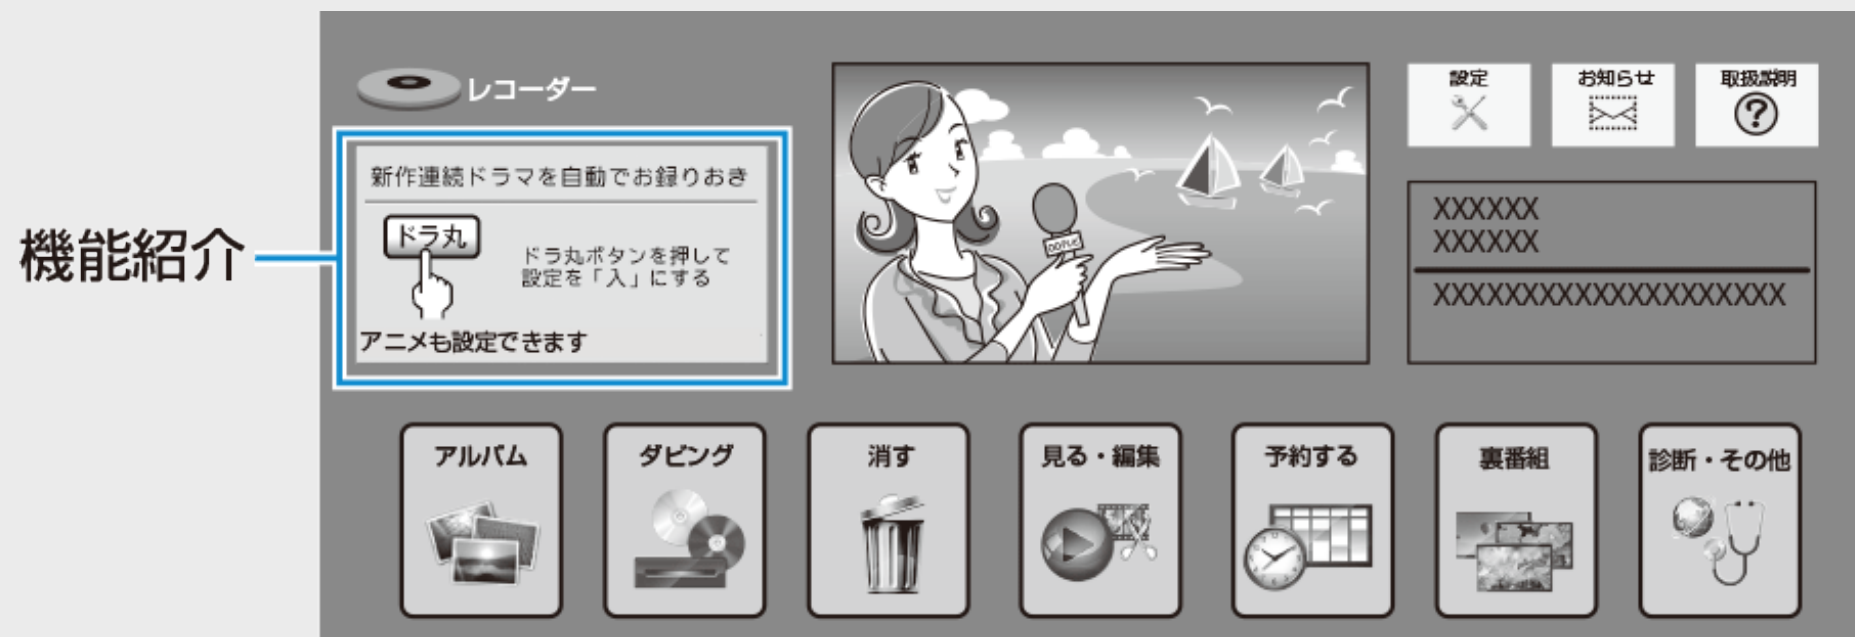 機能紹介
レコーダー
新作連続ドラマを自動でお録りおき
ドラ丸
ドラ丸ボタンを押して
設定を「入」にする
アニメも設定できます
設定
お知らせ
取扱説明
XXXXXX
XXXXXX
XXXXXXXXXXXXXXXXXXXX
アルバム
ダビング
消す
見る・編集
予約する
裏番組
診断・その他